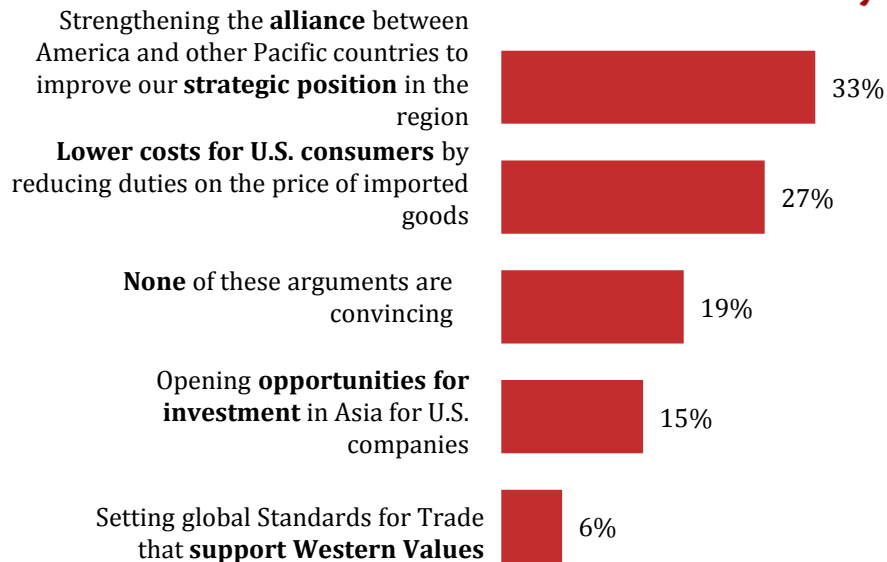 Strengthening the alliance between
America and other Pacific countries to
improve our strategic position in the
region
33%
Lower costs for U.S. consumers by
reducing duties on the price of imported
goods
27%
None of these arguments are
convincing
19%
Opening opportunities for
investment in Asia for U.S.
companies
15%
Setting global Standards for Trade
that support Western Values
6%